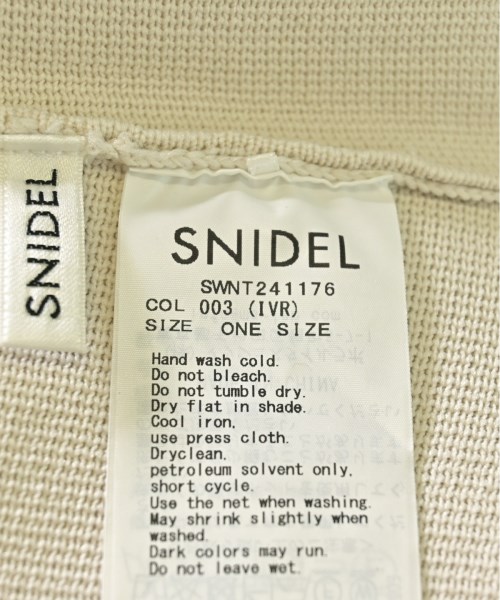 SNIDEL
SNIDEL
SWNT241176
COL 003 (IVR)
SIZE ONE SIZE
Hand wash cold.
Do not bleach.
Do not tumble dry.
Dry flat in shade.
Cool iron,
use press cloth.
Dryclean,
petroleum solvent only,
short cycle.
Use the net when washing.
May shrink slightly when
washed.
Dark colors may run.
Do not leave wet.